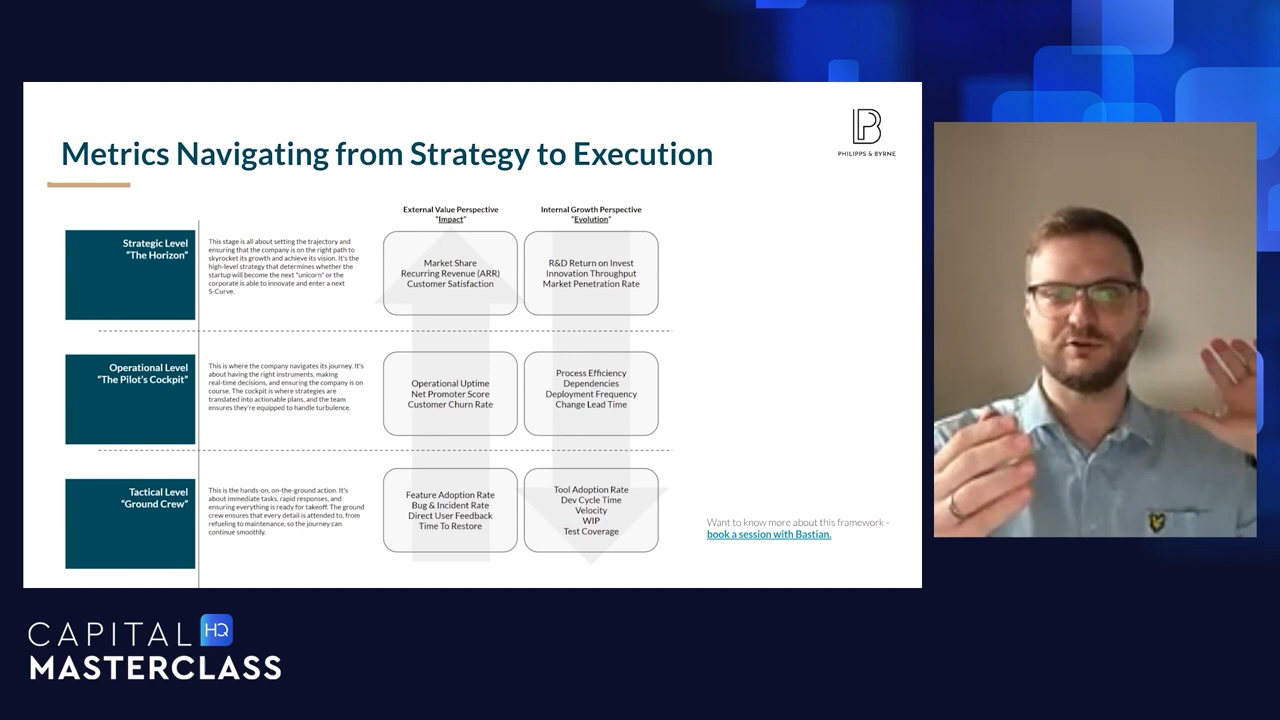 Metrics Navigating from Strategy to Execution
PHILIPPS & BYRNE
External Value Perspective
"Impact"
Internal Growth Perspective
"Evolution"
Strategic Level
"The Horizon"
This stage is all about setting the trajectory and
ensuring that the company is on the right path to
skyrocket its growth and achieve its vision. It's the
high-level strategy that determines whether the
startup will become the next "unicorn" or the
corporate is able to innovate and enter a next
S-Curve.
Market Share
Recurring Revenue (ARR)
Customer Satisfaction
R&D Return on Invest
Innovation Throughput
Market Penetration Rate
Operational Level
"The Pilot's Cockpit"
This is where the company navigates its journey. It's
about having the right instruments, making
real-time decisions, and ensuring the company is on
course. The cockpit is where strategies are
translated into actionable plans, and the team
ensures they're equipped to handle turbulence.
Operational Uptime
Net Promoter Score
Customer Churn Rate
Process Efficiency
Dependencies
Deployment Frequency
Change Lead Time
Tactical Level
"Ground Crew"
This is the hands-on, on-the-ground action. It's
about immediate tasks, rapid responses, and
ensuring everything is ready for takeoff. The ground
crew ensures that every detail is attended to, from
refueling to maintenance, so the journey can
continue smoothly.
Feature Adoption Rate
Bug & Incident Rate
Direct User Feedback
Time To Restore
Tool Adoption Rate
Dev Cycle Time
Velocity
WIP
Test Coverage
Want to know more about this framework -
book a session with Bastian.
CAPITAL HQ
MASTERCLASS